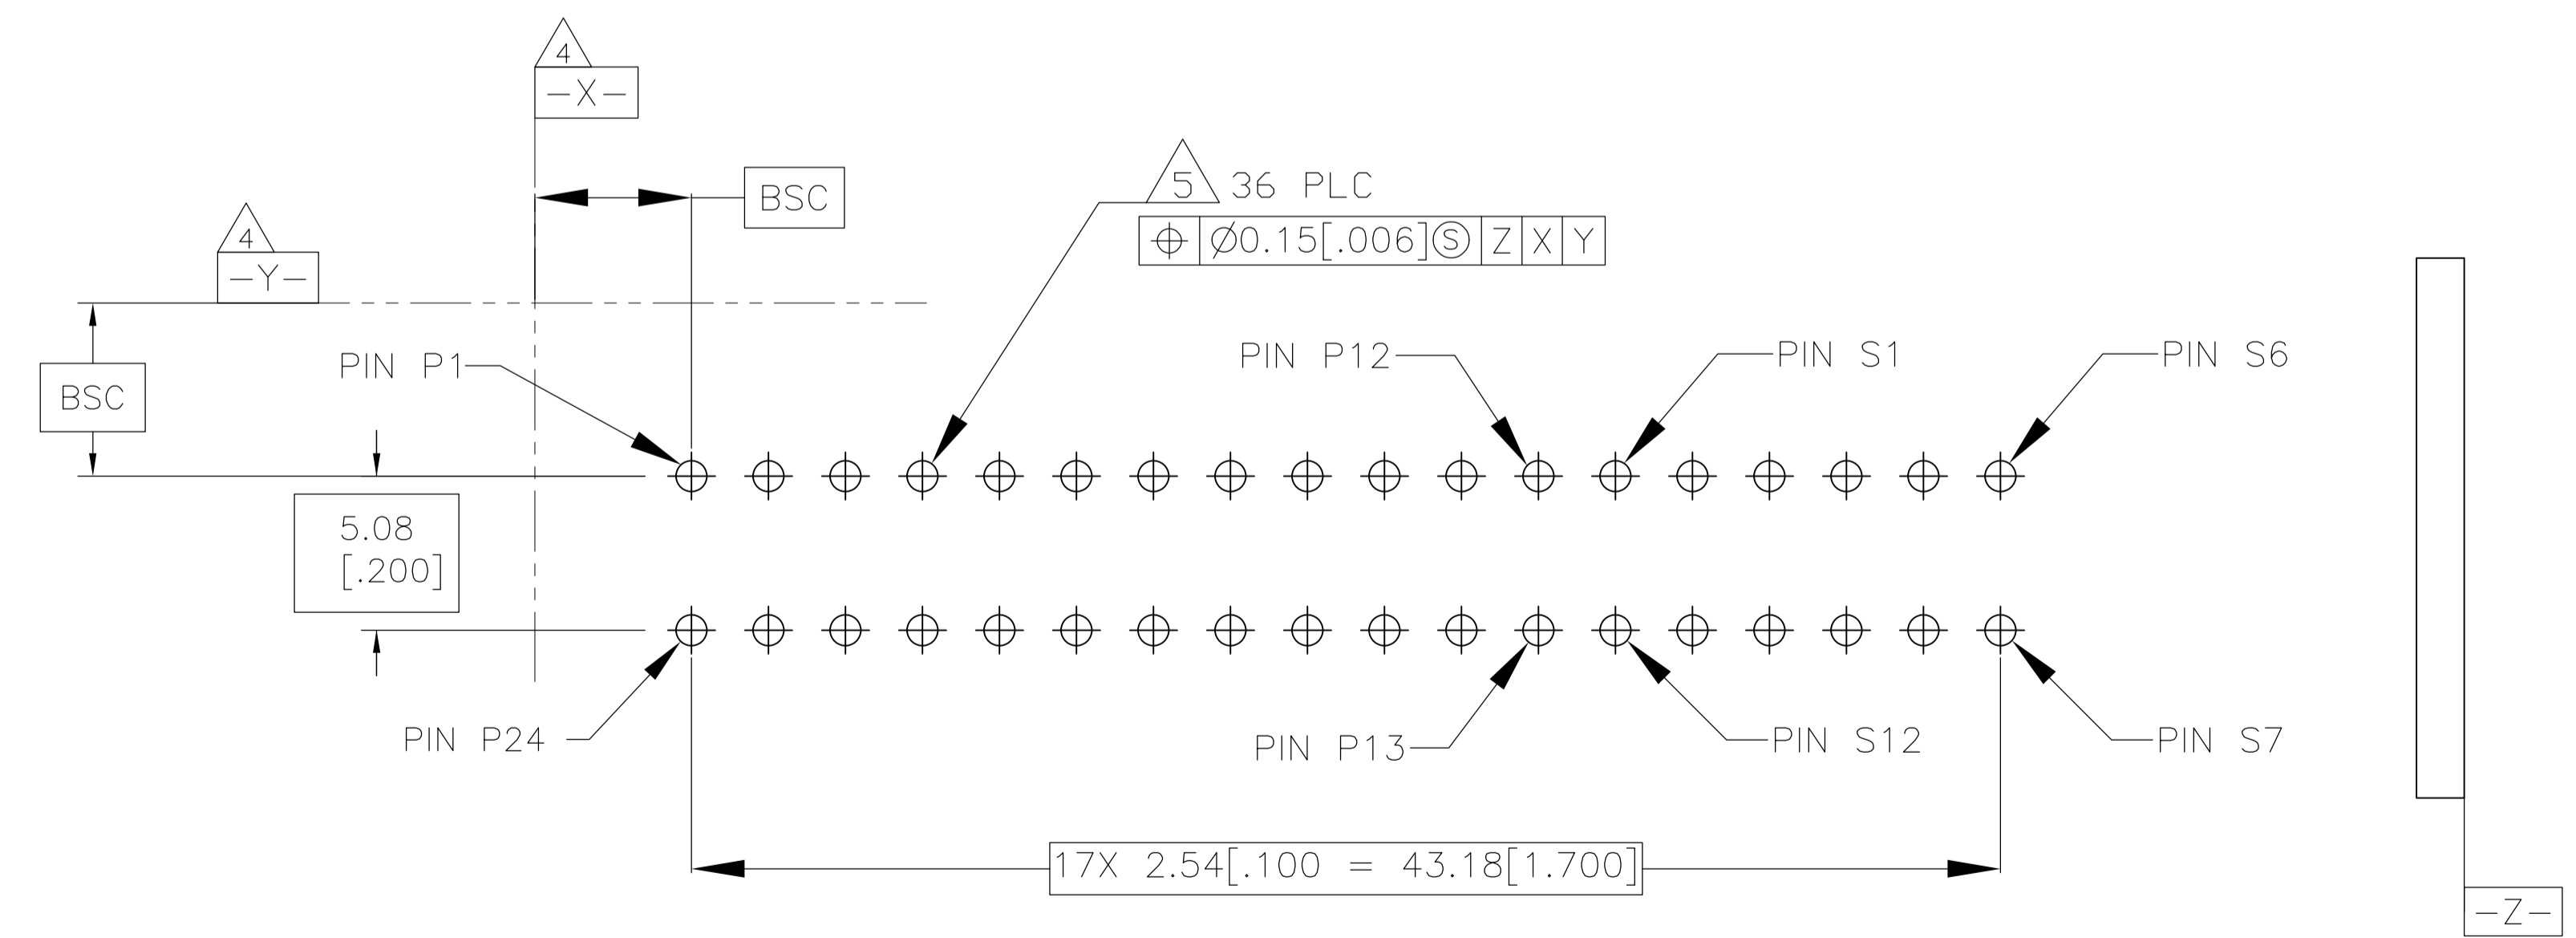 4
-X-
BSC
5 36 PLC
⌖ Ø0.15[.006]Ⓢ Z X Y
4
-Y-
BSC
PIN P1
PIN P12
PIN S1
PIN S6
5.08
[.200]
PIN P24
PIN P13
PIN S12
PIN S7
17X 2.54[.100 = 43.18[1.700]
-Z-